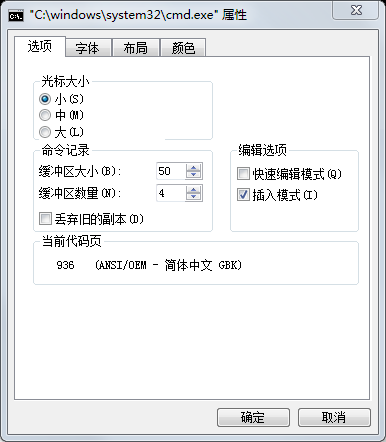 "C:\windows\system32\cmd.exe" 属性
选项 字体 布局 颜色
光标大小
小(S)
中(M)
大(L)
命令记录
缓冲区大小(B): 50
缓冲区数量(N): 4
丢弃旧的副本(D)
编辑选项
快速编辑模式(Q)
插入模式(I)
当前代码页
936 (ANSI/OEM - 简体中文 GBK)
确定 取消